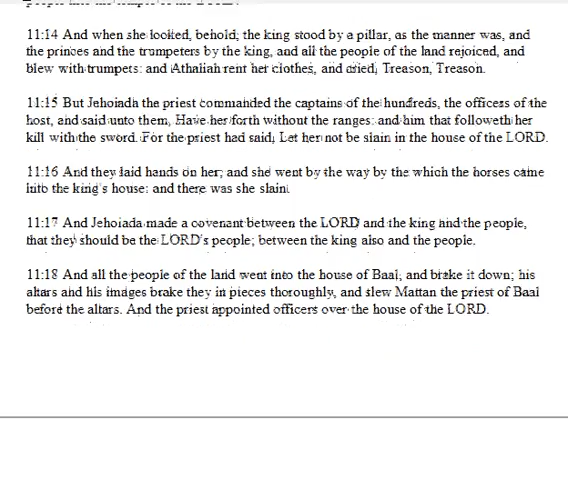 11:14 And when she looked, behold, the king stood by a pillar, as the manner was, and
the princes and the trumpeters by the king, and all the people of the land rejoiced, and
blew with trumpets: and Athaliah rent her clothes, and cried, Treason, Treason.
11:15 But Jehoiada the priest commanded the captains of the hundreds, the officers of the
host, and said unto them, Have her forth without the ranges: and him that followeth her
kill with the sword. For the priest had said, Let her not be slain in the house of the LORD.
11:16 And they laid hands on her; and she went by the way by the which the horses came
into the king's house: and there was she slain.
11:17 And Jehoiada made a covenant between the LORD and the king and the people,
that they should be the LORD's people; between the king also and the people.
11:18 And all the people of the land went into the house of Baal, and brake it down; his
altars and his images brake they in pieces thoroughly, and slew Mattan the priest of Baal
before the altars. And the priest appointed officers over the house of the LORD.